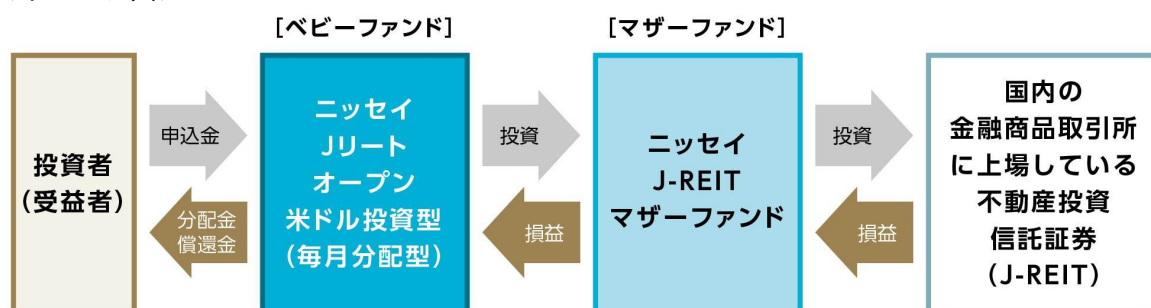 ［ベビーファンド］
［マザーファンド］
投資者
（受益者）
申込金
分配金
償還金
ニッセイ
Jリート
オープン
米ドル投資型
（毎月分配型）
投資
損益
ニッセイ
J-REIT
マザーファンド
投資
損益
国内の
金融商品取引所
に上場している
不動産投資
信託証券
（J-REIT）